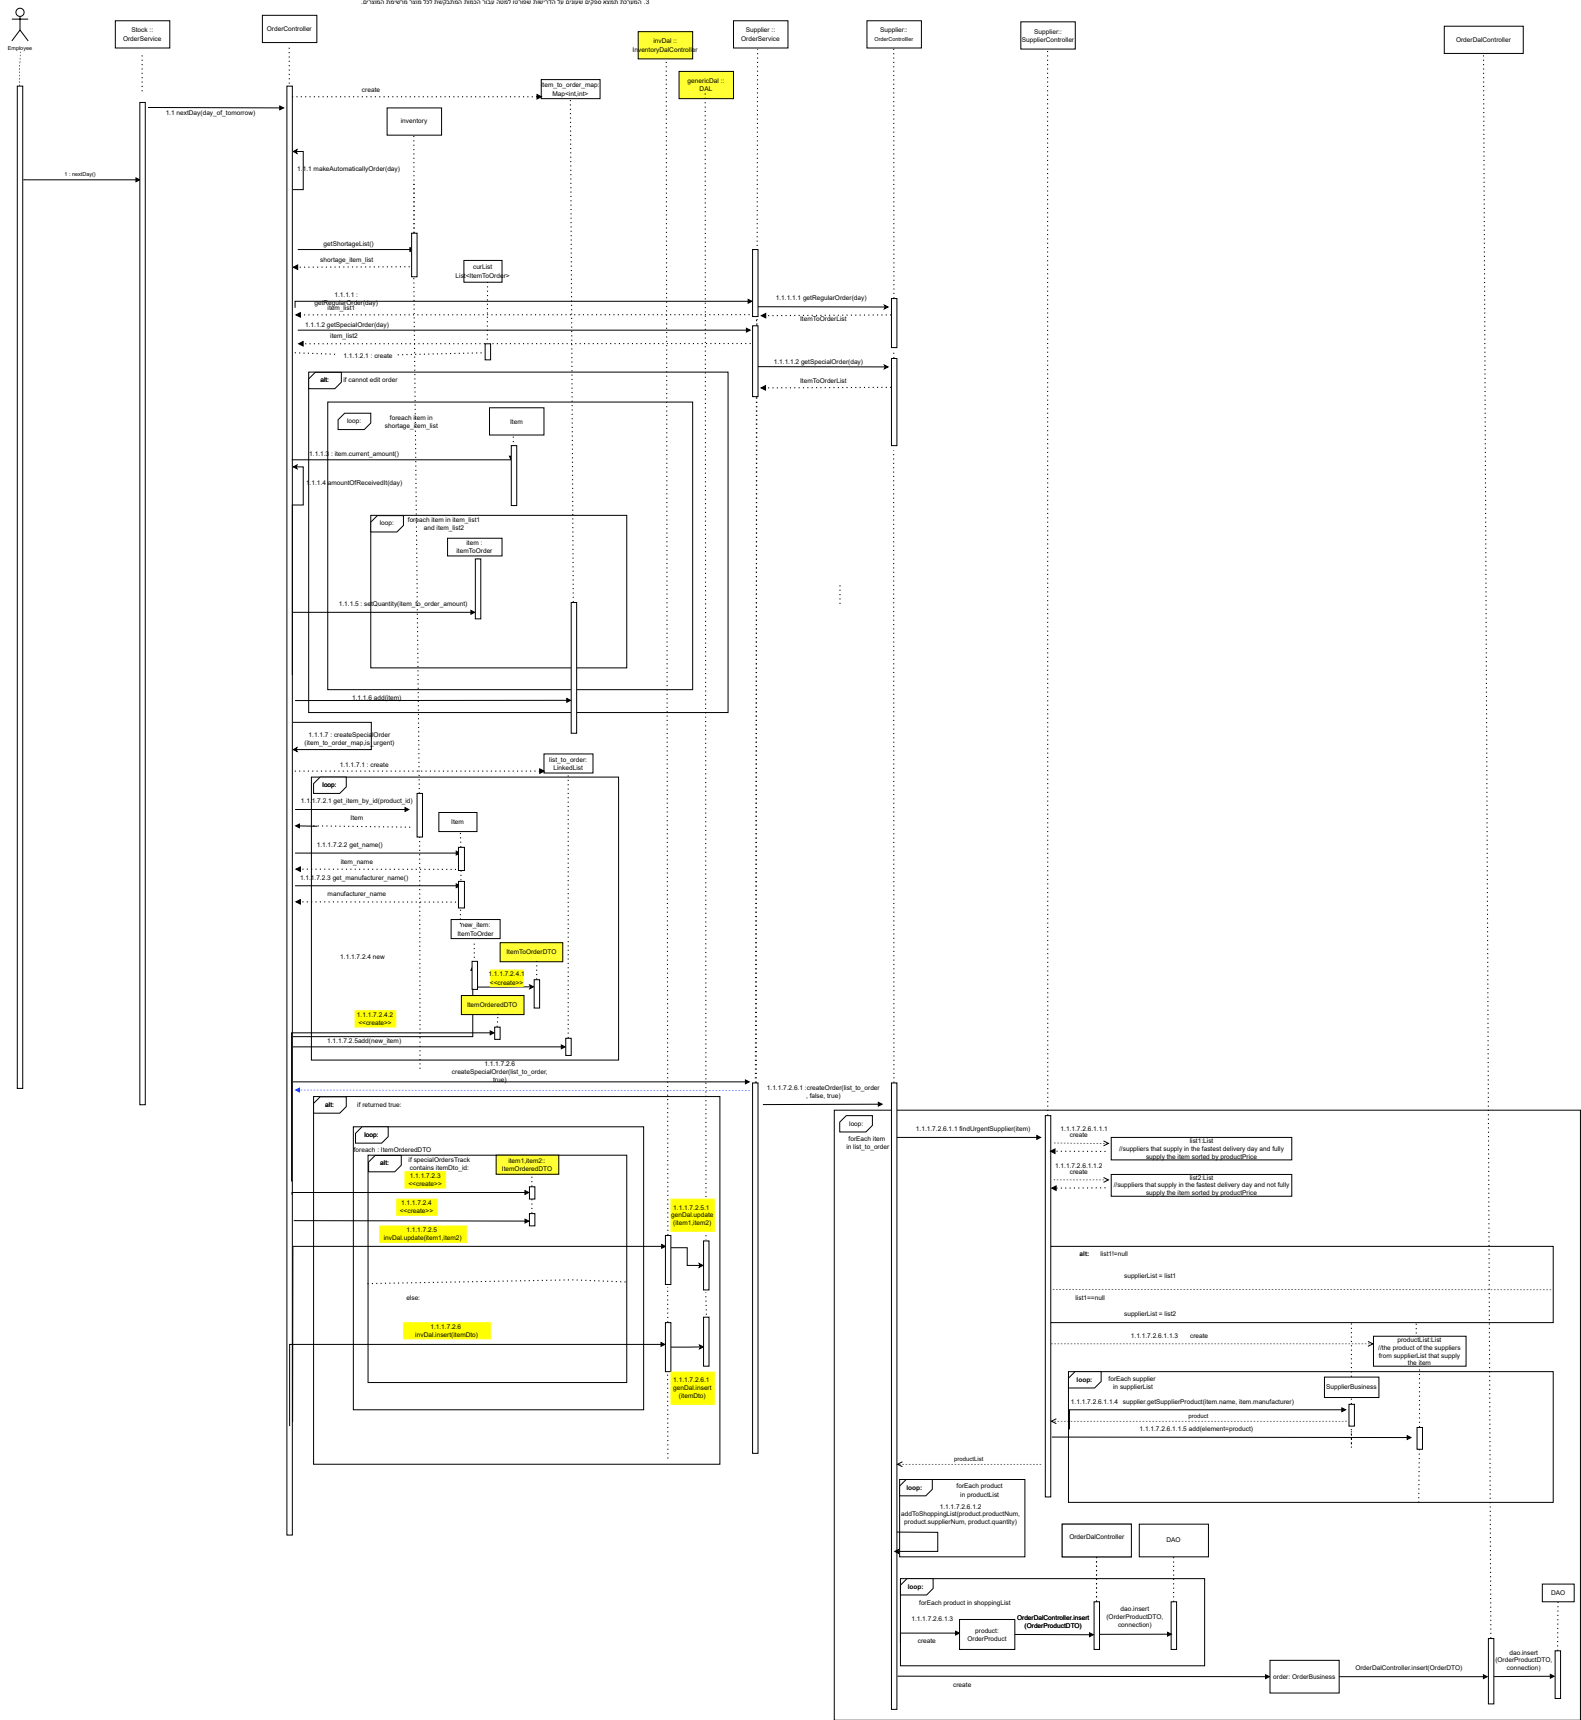 3. המערכת תמצא ספקים שעונים על הדרישות שפורטו למטה עבור הכמות המתבקשת לכל מוצר מרשימת המוצרים.
Employee
Stock ::
OrderService
OrderController
invDal ::
InventoryDalController
genericDal ::
DAL
Supplier ::
OrderService
Supplier::
OrderController
Supplier::
SupplierController
OrderDalController
create
item_to_order_map:
Map<int,int>
1.1 nextDay(day_of_tomorrow)
inventory
1.1.1 makeAutomaticallyOrder(day)
1 : nextDay()
getShortageList()
shortage_item_list
curList
List<ItemToOrder>
1.1.1.1 :
getRegularOrder(day)
item_list1
1.1.1.1.1 getRegularOrder(day)
ItemToOrderList
1.1.1.2 getSpecialOrder(day)
item_list2
1.1.1.2.1 : create
1.1.1.1.2 getSpecialOrder(day)
ItemToOrderList
alt:
if cannot edit order
loop:
foreach item in
shortage_item_list
Item
1.1.1.3 : item.current_amount()
1.1.1.4 amountOfReceivedIt(day)
loop:
foreach item in item_list1
and item_list2
item :
itemToOrder
1.1.1.5 : setQuantity(item_to_order_amount)
1.1.1.6 add(item)
1.1.1.7 : createSpecialOrder
(item_to_order_map,is_urgent)
1.1.1.7.1 : create
list_to_order:
LinkedList
loop:
1.1.1.7.2.1 get_item_by_id(product_id)
Item
Item
1.1.1.7.2.2 get_name()
item_name
1.1.1.7.2.3 get_manufacturer_name()
manufacturer_name
'new_item:
ItemToOrder
ItemToOrderDTO
1.1.1.7.2.4 new
1.1.1.7.2.4.1
<<create>>
ItemOrderedDTO
1.1.1.7.2.4.2
<<create>>
1.1.1.7.2.5add(new_item)
1.1.1.7.2.6
createSpecialOrder(list_to_order,
true)
1.1.1.7.2.6.1 :createOrder(list_to_order
, false, true)
alt:
if returned true:
loop:
foreach : ItemOrderedDTO
alt:
if specialOrdersTrack
contains itemDto_id:
item1,item2::
ItemOrderedDTO
1.1.1.7.2.3
<<create>>
1.1.1.7.2.4
<<create>>
1.1.1.7.2.5
invDal.update(item1,item2)
1.1.1.7.2.5.1
genDal.update
(item1,item2)
else:
1.1.1.7.2.6
invDal.insert(itemDto)
1.1.1.7.2.6.1
genDal.insert
(itemDto)
loop:
forEach item
in list_to_order
1.1.1.7.2.6.1.1 findUrgentSupplier(item)
1.1.1.7.2.6.1.1.1
create
list1:List
//suppliers that supply in the fastest delivery day and fully
supply the item sorted by productPrice
1.1.1.7.2.6.1.1.2
create
list2:List
//suppliers that supply in the fastest delivery day and not fully
supply the item sorted by productPrice
alt:
list1!=null
supplierList = list1
list1==null
supplierList = list2
1.1.1.7.2.6.1.1.3
create
productList:List
//the product of the suppliers
from supplierList that supply
the item
loop:
forEach supplier
in supplierList
SupplierBusiness
1.1.1.7.2.6.1.1.4 supplier.getSupplierProduct(item.name, item.manufacturer)
product
1.1.1.7.2.6.1.1.5 add(element=product)
productList
loop:
forEach product
in productList
1.1.1.7.2.6.1.2
addToShoppingList(product.productNum,
product.supplierNum, product.quantity)
OrderDalController
DAO
loop:
forEach product in shoppingList
1.1.1.7.2.6.1.3
create
product:
OrderProduct
OrderDalController.insert
(OrderProductDTO)
dao.insert
(OrderProductDTO,
connection)
DAO
create
order: OrderBusiness
OrderDalController.insert(OrderDTO)
dao.insert
(OrderProductDTO,
connection)